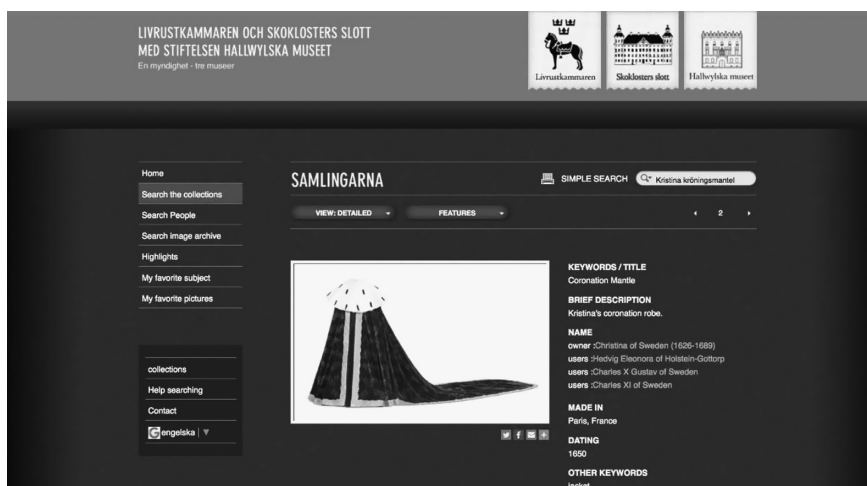 LIVRUSTKAMMAREN OCH SKOKLOSTERS SLOTT
MED STIFTELSEN HALLWYLSKA MUSEET
En myndighet - tre museer
Livrustkammaren
Skoklosters slott
Hallwylska museet
Home
Search the collections
Search People
Search image archive
Highlights
My favorite subject
My favorite pictures
collections
Help searching
Contact
G engelska | ▼
SAMLINGARNA
SIMPLE SEARCH
Kristina kröningsmantel
VIEW: DETAILED
FEATURES
2
KEYWORDS / TITLE
Coronation Mantle
BRIEF DESCRIPTION
Kristina's coronation robe.
NAME
owner :Christina of Sweden (1626-1689)
users :Hedvig Eleonora of Holstein-Gottorp
users :Charles X Gustav of Sweden
users :Charles XI of Sweden
MADE IN
Paris, France
DATING
1650
OTHER KEYWORDS
jacket